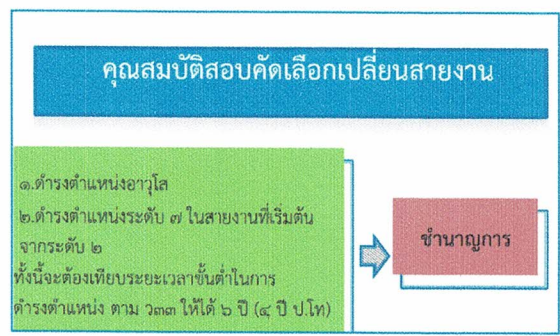 คุณสมบัติสอบคัดเลือกเปลี่ยนสายงาน
๑.ดำรงตำแหน่งอาวุโส
๒.ดำรงตำแหน่งระดับ ๗ ในสายงานที่เริ่มต้น
จากระดับ ๒
ทั้งนี้จะต้องเทียบระยะเวลาขั้นต่ำในการ
ดำรงตำแหน่ง ตาม ว๓๓ ให้ได้ ๖ ปี (๔ ปี ป.โท)
ชำนาญการ